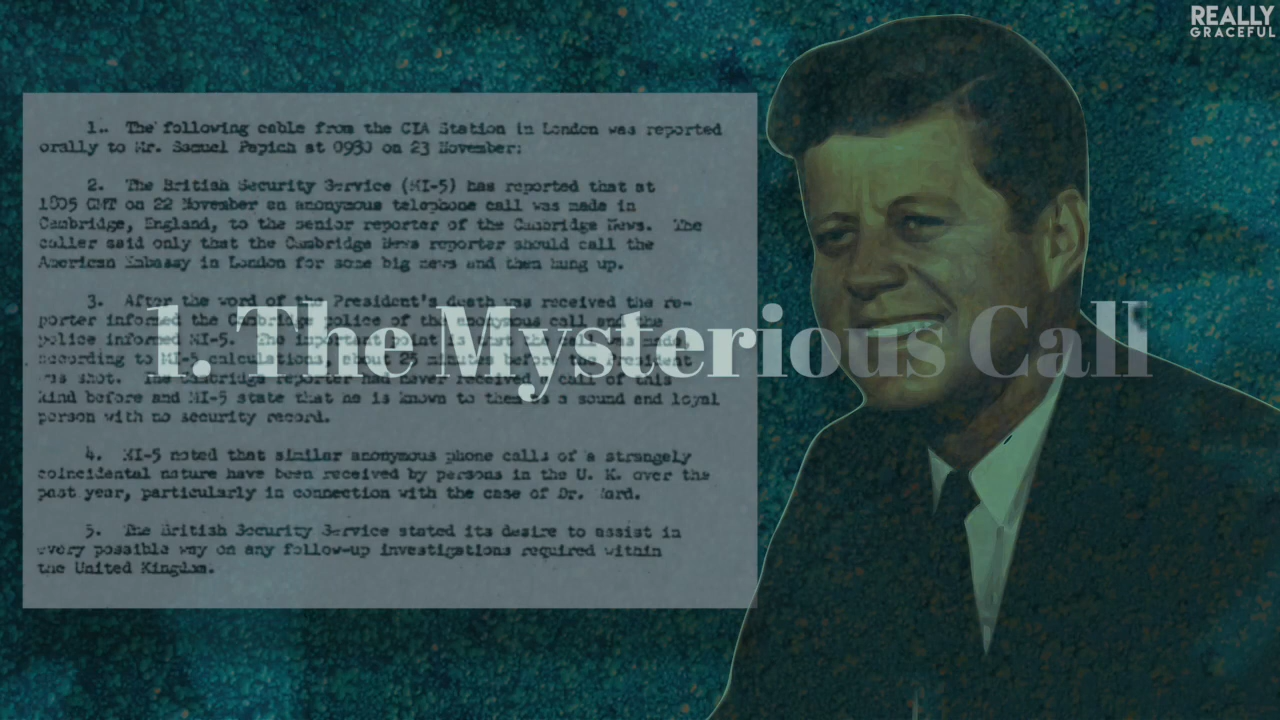 REALLY
GRACEFUL
1.. The following cable from the CIA Station in London was reported
orally to Mr. Samuel Papich at 0930 on 23 November:
2. The British Security Service (MI-5) has reported that at
1805 GMT on 22 November an anonymous telephone call was made in
Cambridge, England, to the senior reporter of the Cambridge News. The
caller said only that the Cambridge News reporter should call the
American Embassy in London for some big news and then hung up.
3. After the word of the President's death was received the re-
porter informed the Cambridge police of the anonymous call and the
police informed MI-5. The important point is that the call was made,
according to MI-5 calculations, about 25 minutes before the President
was shot. The Cambridge reporter had never received a call of this
kind before and MI-5 state that he is known to them as a sound and loyal
person with no security record.
1. The Mysterious Call
4. MI-5 noted that similar anonymous phone calls of a strangely
coincidental nature have been received by persons in the U. K. over the
past year, particularly in connection with the case of Dr. Ward.
5. The British Security Service stated its desire to assist in
every possible way on any follow-up investigations required within
the United Kingdom.